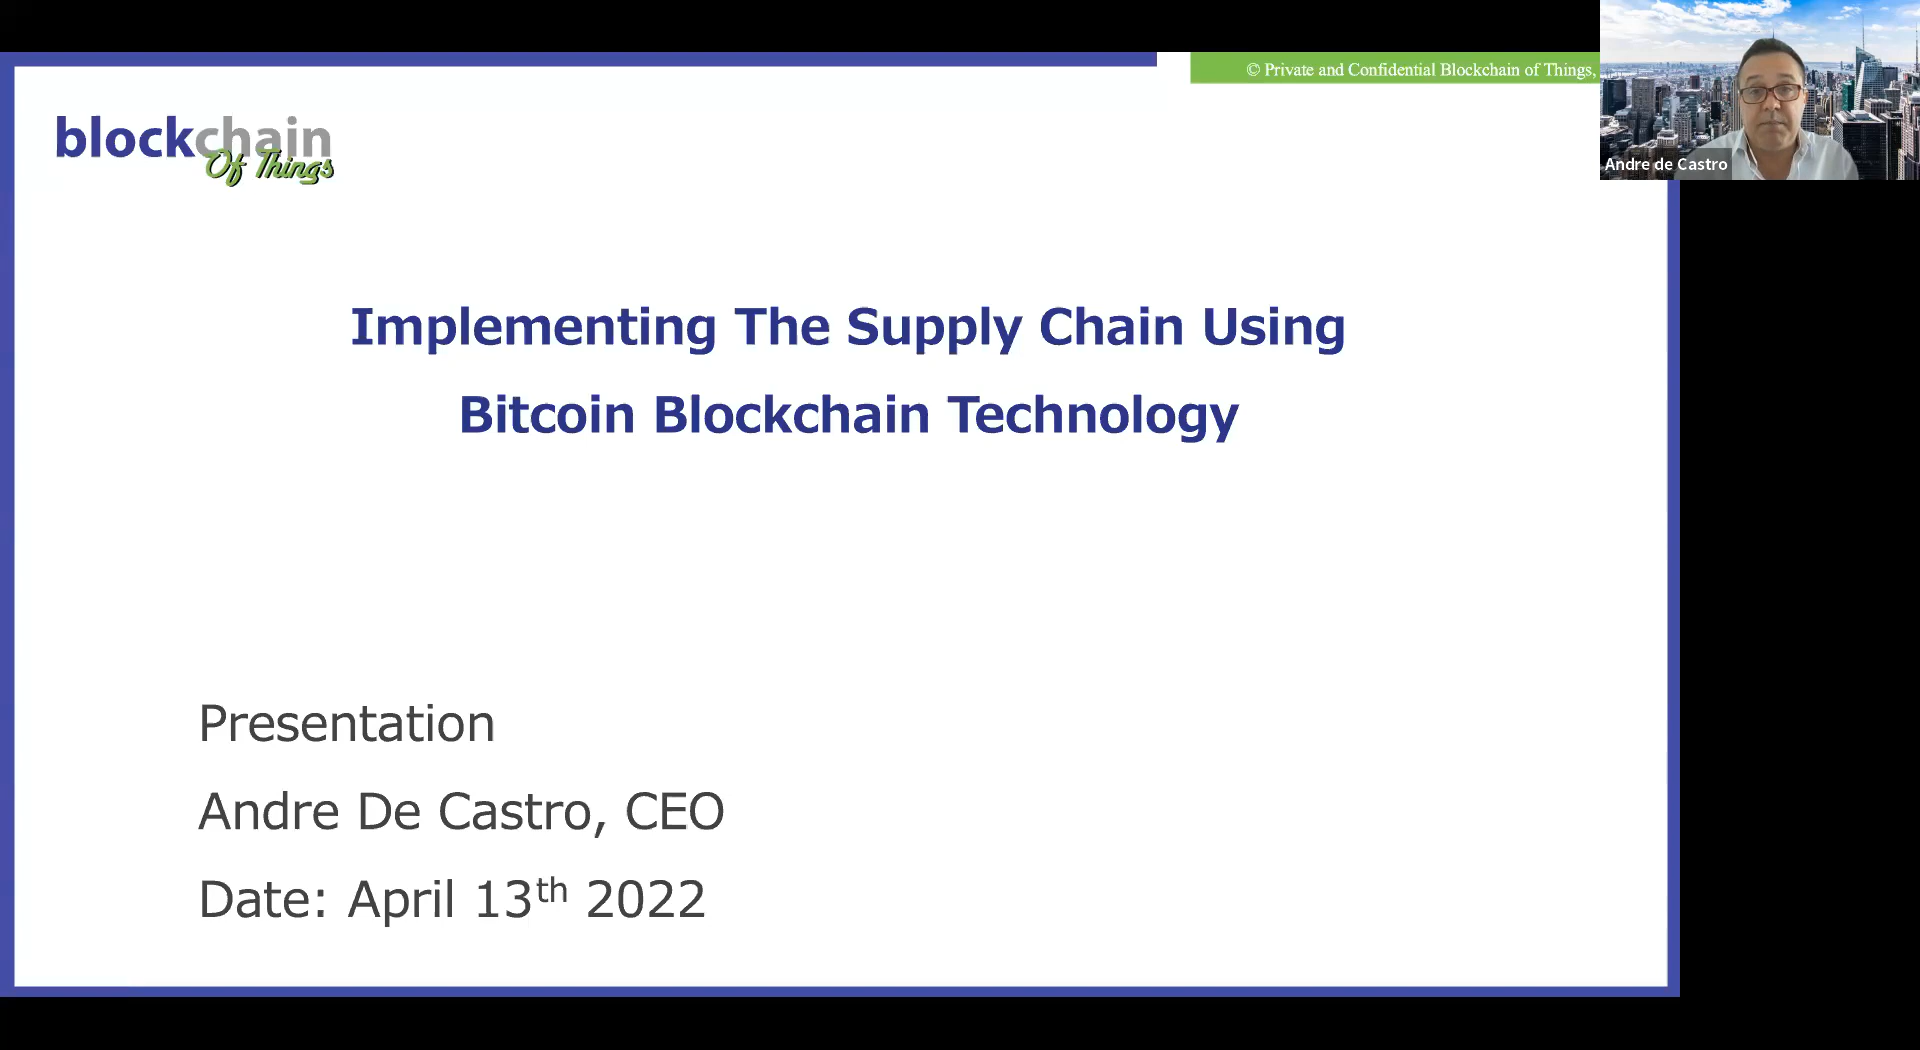 © Private and Confidential Blockchain of Things,
blockchain
Of Things
Andre de Castro
Implementing The Supply Chain Using
Bitcoin Blockchain Technology
Presentation
Andre De Castro, CEO
Date: April 13th 2022